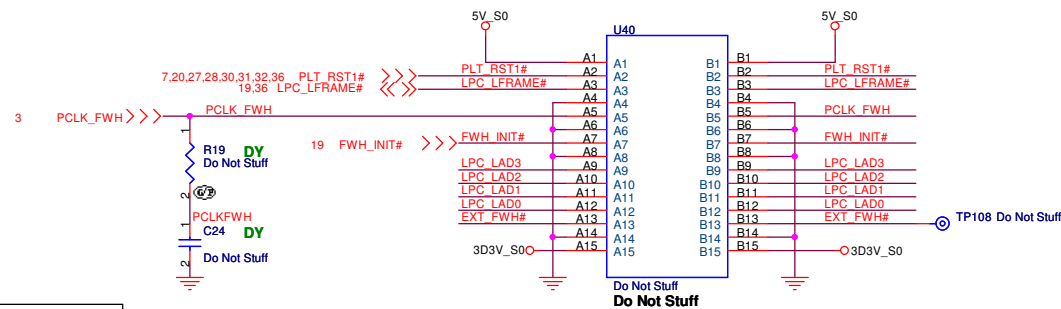 5V_S0 5V_S0
U40
A1 A1 B1 B1
7,20,27,28,30,31,32,36 PLT_RST1# PLT_RST1# A2 A2 B2 B2 PLT_RST1#
19,36 LPC_LFRAME# A3 A3 B3 B3 LPC_LFRAME#
A4 A4 B4 B4
3 PCLK_FWH PCLK_FWH A5 A5 B5 B5 PCLK_FWH
A6 A6 B6 B6
19 FWH_INIT# FWH_INIT# A7 A7 B7 B7 FWH_INIT#
A8 A8 B8 B8
LPC_LAD3 A9 A9 B9 B9 LPC_LAD3
LPC_LAD2 A10 A10 B10 B10 LPC_LAD2
LPC_LAD1 A11 A11 B11 B11 LPC_LAD1
LPC_LAD0 A12 A12 B12 B12 LPC_LAD0
EXT_FWH# A13 A13 B13 B13 EXT_FWH# TP108 Do Not Stuff
A14 A14 B14 B14
3D3V_S0 A15 A15 B15 B15 3D3V_S0
1
R19 DY
Do Not Stuff
2
PCLKFWH
1
C24 DY
2
Do Not Stuff
Do Not Stuff
Do Not Stuff